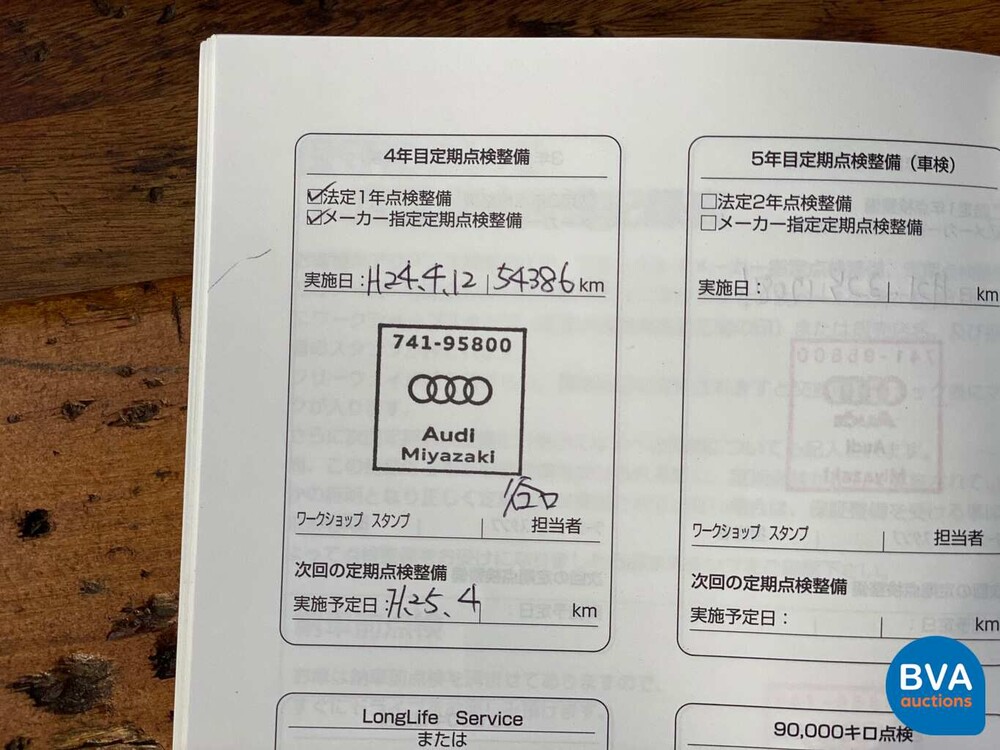 4年目定期点検整備
法定1年点検整備
メーカー指定定期点検整備
実施日:H24.4.12 54386 km
741-95800
Audi
Miyazaki
ワークショップ スタンプ 担当者
次回の定期点検整備
実施予定日:H.25.4 km
LongLife Service
または
5年目定期点検整備(車検)
法定2年点検整備
メーカー指定定期点検整備
実施日: km
ワークショップ スタンプ 担当者
次回の定期点検整備
実施予定日: km
90,000キロ点検
BVA
auctions